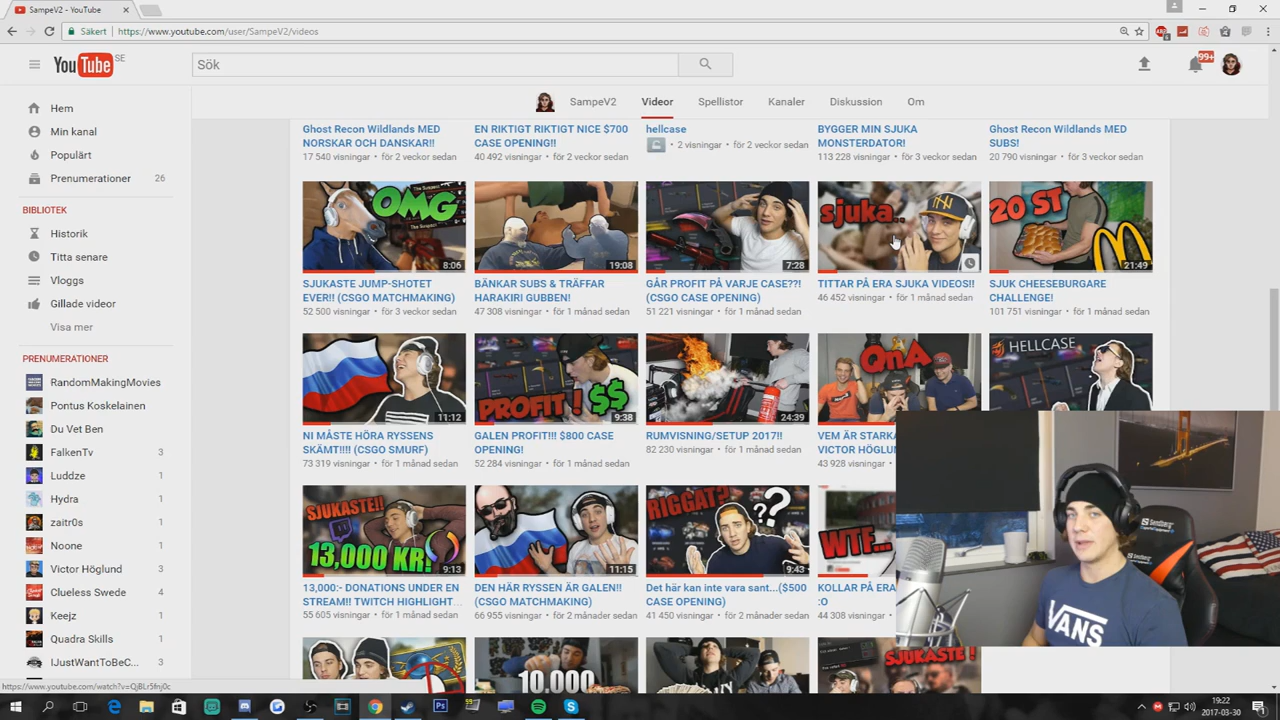 SampeV2 - YouTube
Säkert
https://www.youtube.com/user/SampeV2/videos
YouTube SE
Sök
99+
Hem
Min kanal
Populärt
Prenumerationer 26
BIBLIOTEK
Historik
Titta senare
Vloggs
Gillade videor
Visa mer
PRENUMERATIONER
RandomMakingMovies
Pontus Koskelainen
Du Vet Ben
FalkenTv 3
Luddze 1
Hydra 1
zaitr0s 1
Noone 1
Victor Höglund 3
Clueless Swede 4
Keejz 1
Quadra Skills 1
IJustWantToBeC... 3
SampeV2 Videor Spellistor Kanaler Diskussion Om
Ghost Recon Wildlands MED
NORSKAR OCH DANSKAR!!
17 540 visningar • för 2 veckor sedan
EN RIKTIGT RIKTIGT NICE $700
CASE OPENING!!
40 492 visningar • för 2 veckor sedan
hellcase
• 2 visningar • för 2 veckor sedan
BYGGER MIN SJUKA
MONSTERDATOR!
113 228 visningar • för 3 veckor sedan
Ghost Recon Wildlands MED
SUBS!
20 790 visningar • för 3 veckor sedan
OMG
8:06
SJUKASTE JUMP-SHOTET
EVER!! (CSGO MATCHMAKING)
52 500 visningar • för 3 veckor sedan
19:08
BÄNKAR SUBS & TRÄFFAR
HARAKIRI GUBBEN!
47 308 visningar • för 1 månad sedan
7:28
GÅR PROFIT PÅ VARJE CASE??!
(CSGO CASE OPENING)
51 221 visningar • för 1 månad sedan
sjuka..
TITTAR PÅ ERA SJUKA VIDEOS!!
46 452 visningar • för 1 månad sedan
20 ST
21:49
SJUK CHEESEBURGARE
CHALLENGE!
101 751 visningar • för 1 månad sedan
11:12
NI MÅSTE HÖRA RYSSENS
SKÄMT!!!! (CSGO SMURF)
73 319 visningar • för 1 månad sedan
PROFIT! $$
9:38
GALEN PROFIT!!! $800 CASE
OPENING!
52 284 visningar • för 1 månad sedan
24:39
RUMVISNING/SETUP 2017!!
82 230 visningar • för 1 månad sedan
QnA
VEM ÄR STARKA
VICTOR HÖGLUN
43 928 visningar
HELLCASE
SJUKASTE!!
13,000 KR!
9:13
13,000:- DONATIONS UNDER EN
STREAM!! TWITCH HIGHLIGHT...
55 605 visningar • för 1 månad sedan
11:15
DEN HÄR RYSSEN ÄR GALEN!!
(CSGO MATCHMAKING)
66 955 visningar • för 2 månader sedan
RIGGAT?
??
9:43
Det här kan inte vara sant...($500
CASE OPENING)
41 450 visningar • för 2 månader sedan
WTF...
KOLLAR PÅ ERA
:O
44 308 visningar
10,000
SJUKASTE!
Sandberg
VANS
https://www.youtube.com/watch?v=QjBLr5fnj0c
19:22
2017-03-30